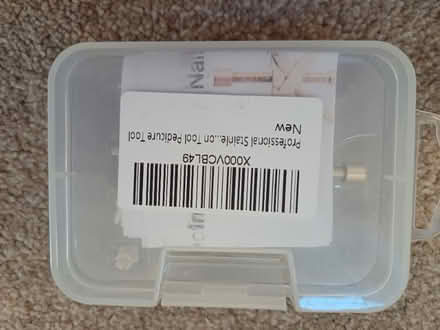 X000VCBL49
Professional Stainle...on Tool Pedicure Tool
New